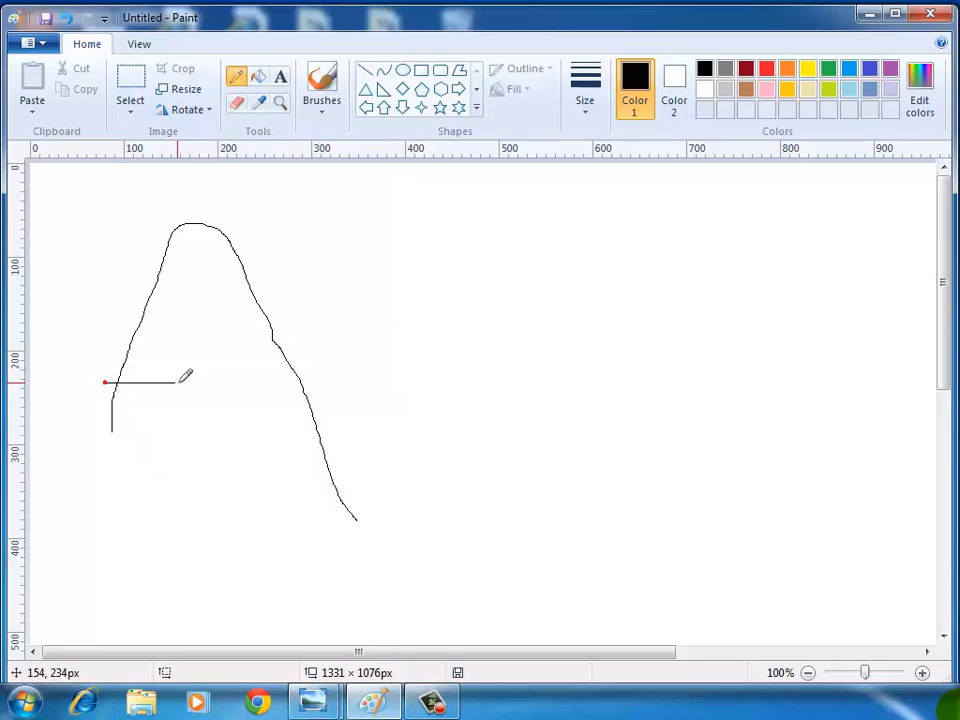 Untitled - Paint
Home View
Paste
Cut
Copy
Clipboard
Select
Crop
Resize
Rotate
Image
A
Tools
Brushes
Outline
Fill
Shapes
Size
Color 1
Color 2
Edit colors
Colors
0 100 200 300 400 500 600 700 800 900
0
100
200
300
400
500
154, 234px
1331 × 1076px
100%